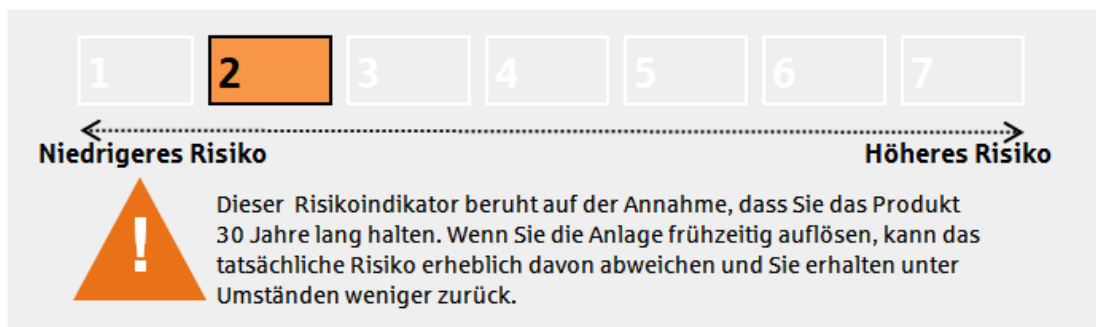 1 2 3 4 5 6 7
Niedrigeres Risiko Höheres Risiko
!
Dieser Risikoindikator beruht auf der Annahme, dass Sie das Produkt
30 Jahre lang halten. Wenn Sie die Anlage frühzeitig auflösen, kann das
tatsächliche Risiko erheblich davon abweichen und Sie erhalten unter
Umständen weniger zurück.